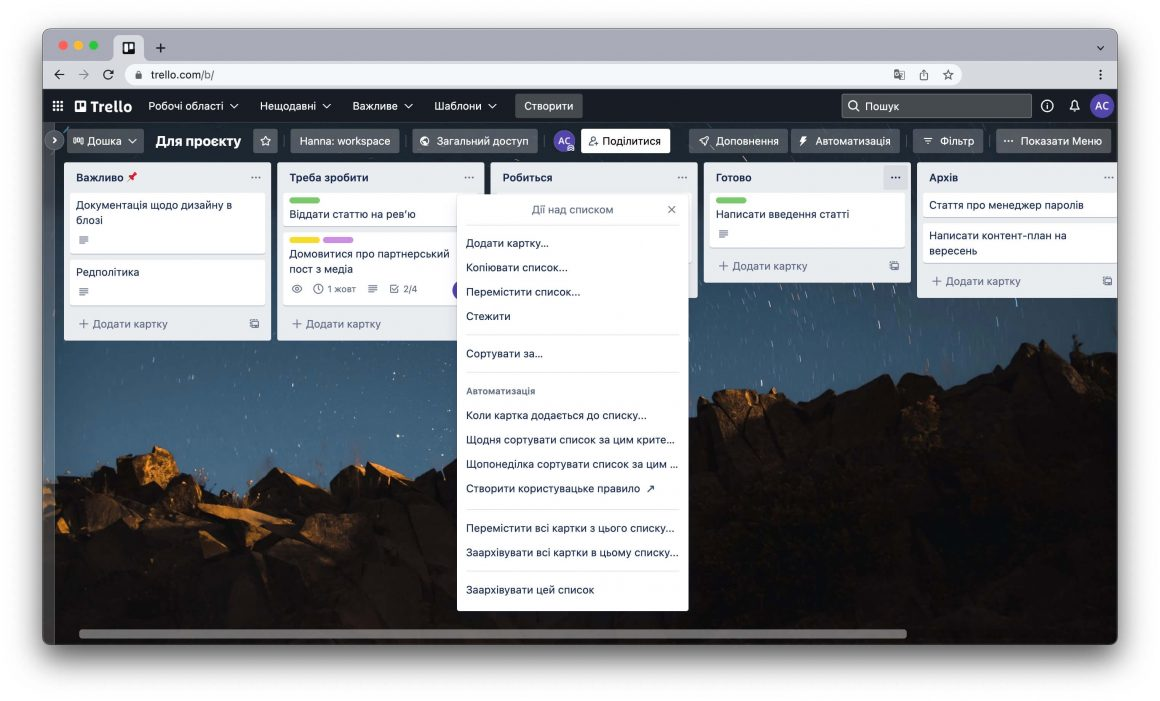 trello.com/b/
Trello
Робочі області
Нещодавні
Важливе
Шаблони
Створити
Пошук
AC
Дошка
Для проєкту
Hanna: workspace
Загальний доступ
AC
Поділитися
Доповнення
Автоматизація
Фільтр
Показати Меню
Важливо
Документація щодо дизайну в
блозі
Редполітика
Додати картку
Треба зробити
Віддати статтю на рев'ю
Домовитися про партнерський
пост з медіа
1 жовт
2/4
Додати картку
Робиться
Дії над списком
Додати картку...
Копіювати список...
Перемістити список...
Стежити
Сортувати за...
Автоматизація
Коли картка додається до списку...
Щодня сортувати список за цим крите...
Щопонеділка сортувати список за цим ...
Створити користувацьке правило
Перемістити всі картки з цього списку...
Заархівувати всі картки в цьому списку...
Заархівувати цей список
Готово
Написати введення статті
Додати картку
Архів
Стаття про менеджер паролів
Написати контент-план на
вересень
Додати картку